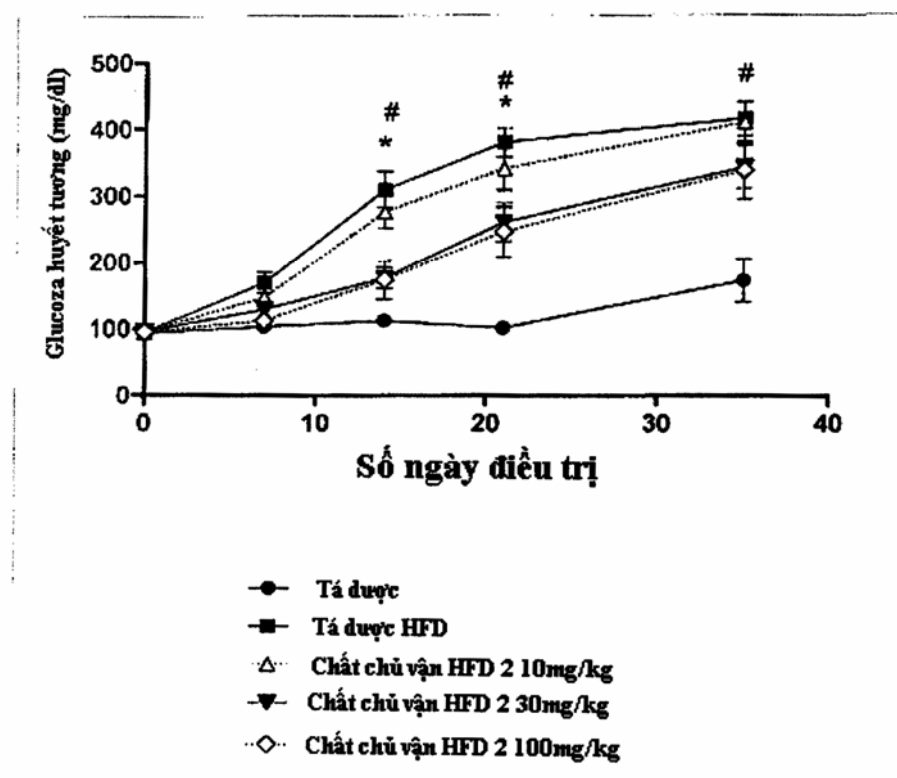 Glucoza huyết tương (mg/dl)
500
400
300
200
100
0
# # #
* *
0 10 20 30 40
Số ngày điều trị
Tá dược
Tá dược HFD
Chất chủ vận HFD 2 10mg/kg
Chất chủ vận HFD 2 30mg/kg
Chất chủ vận HFD 2 100mg/kg